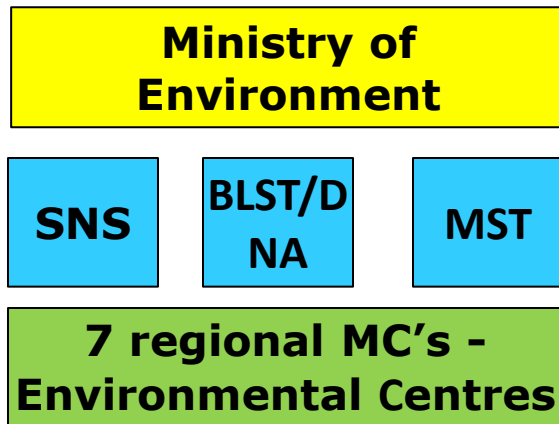 Ministry of
Environment
SNS
BLST/D
NA
MST
7 regional MC’s -
Environmental Centres